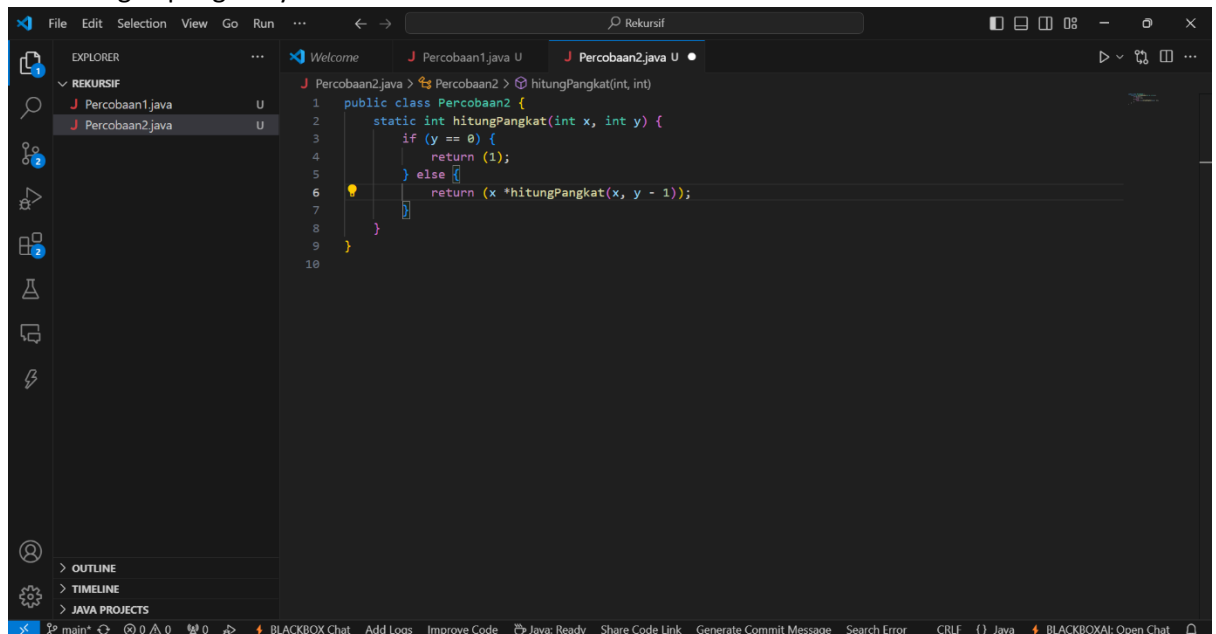 File Edit Selection View Go Run ... Rekursif
EXPLORER ...
REKURSIF
Percobaan1.java U
Percobaan2.java U
OUTLINE
TIMELINE
JAVA PROJECTS
1
2
2
Welcome Percobaan1.java U Percobaan2.java U
Percobaan2.java > Percobaan2 > hitungPangkat(int, int)
1 public class Percobaan2 {
2 static int hitungPangkat(int x, int y) {
3 if (y == 0) {
4 return (1);
5 } else {
6 return (x *hitungPangkat(x, y - 1));
7 }
8 }
9 }
10
main* 0 0 0 BLACKBOX Chat Add Logs Improve Code Java: Ready Share Code Link Generate Commit Message Search Error CRLF {} Java BLACKBOXAI: Open Chat